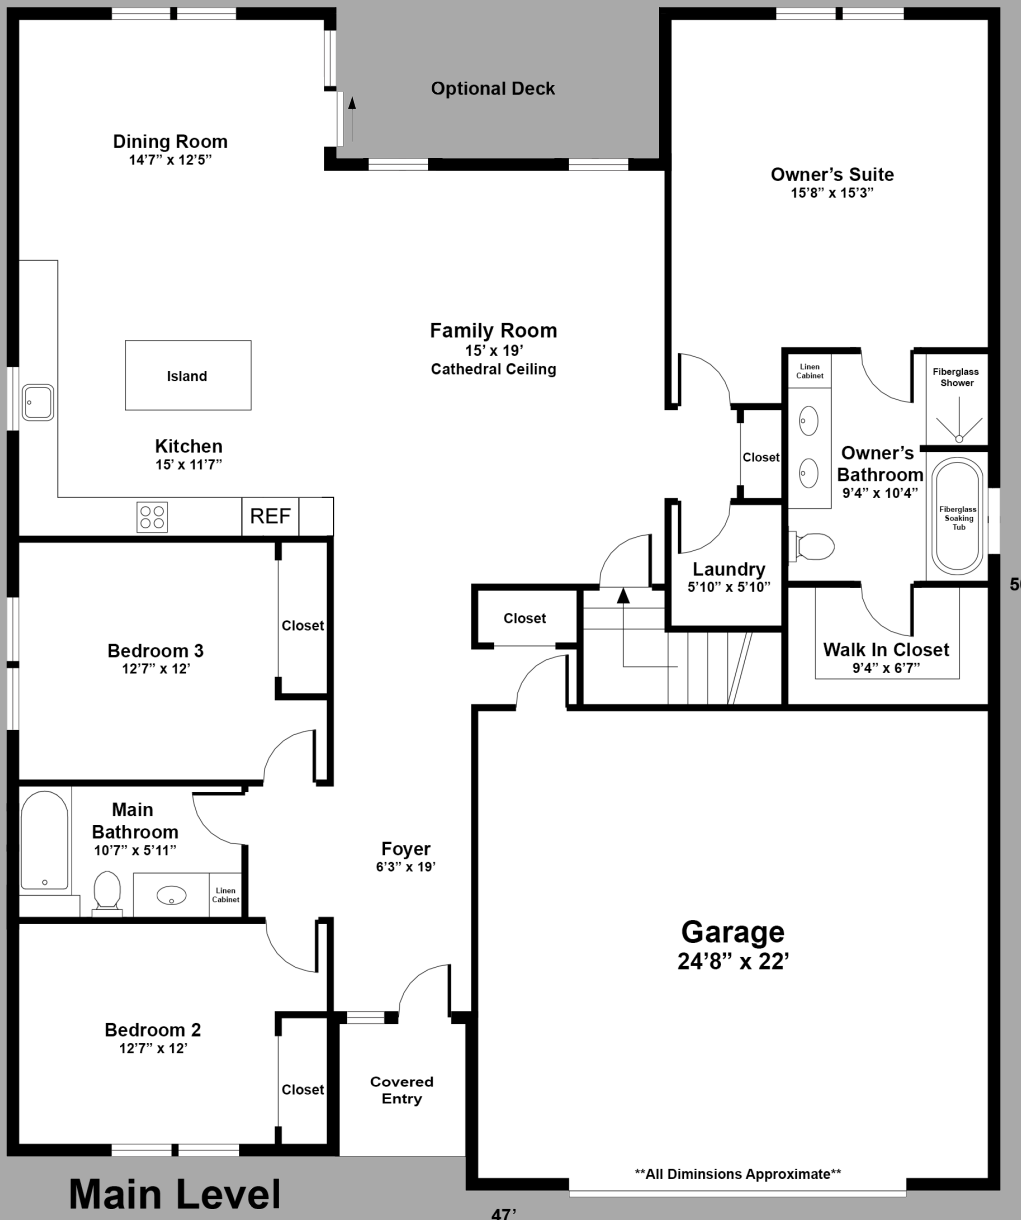 Optional Deck
Dining Room
14'7" x 12'5"
Owner's Suite
15'8" x 15'3"
Family Room
15' x 19'
Cathedral Ceiling
Island
Kitchen
15' x 11'7"
REF
Linen
Cabinet
Fiberglass
Shower
Closet
Owner's
Bathroom
9'4" x 10'4"
Fiberglass
Soaking
Tub
Laundry
5'10" x 5'10"
Closet
Closet
Bedroom 3
12'7" x 12'
Walk In Closet
9'4" x 6'7"
Main
Bathroom
10'7" x 5'11"
Linen
Cabinet
Foyer
6'3" x 19'
Garage
24'8" x 22'
Bedroom 2
12'7" x 12'
Closet
Covered
Entry
**All Diminsions Approximate**
Main Level
47'